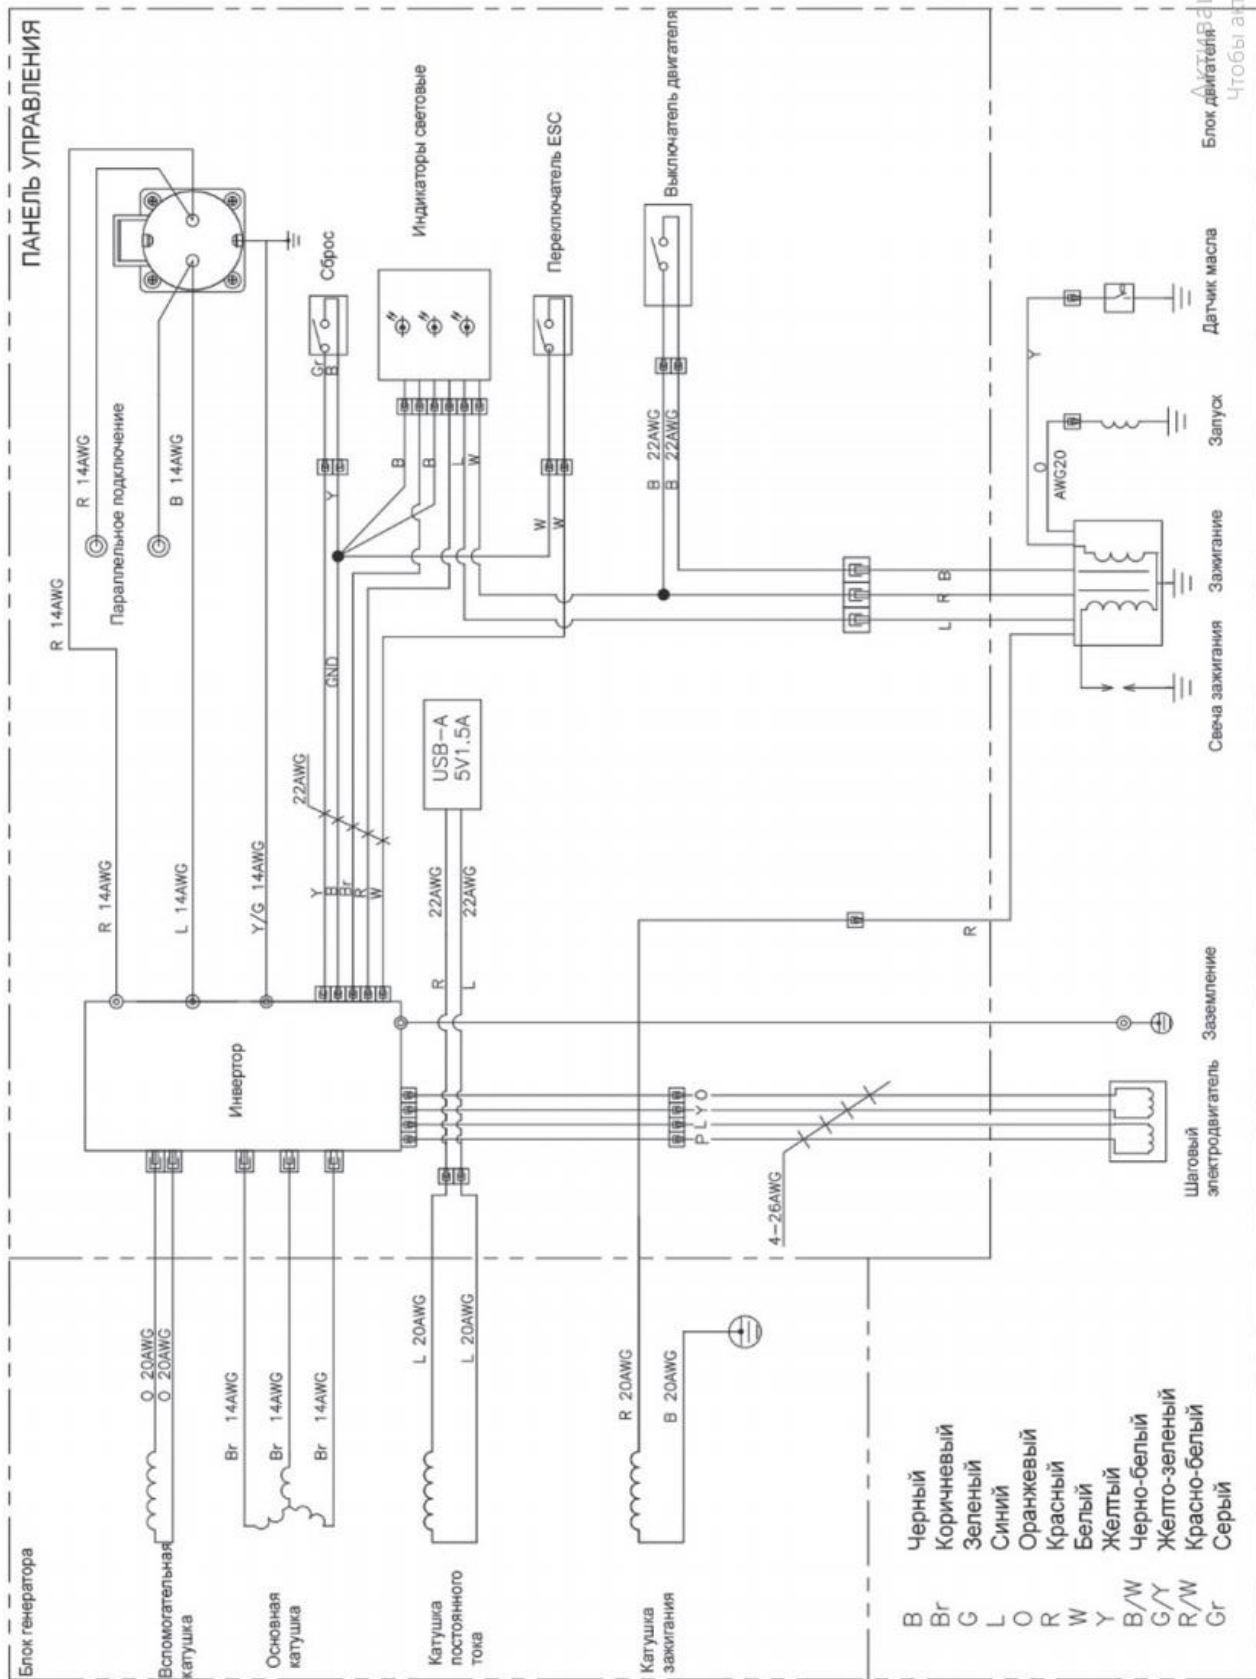 ПАНЕЛЬ УПРАВЛЕНИЯ
R 14AWG
R 14AWG
R 14AWG
Параллельное подключение
B 14AWG
L 14AWG
Y/G 14AWG
Сброс
Gr
B
Y
GND
22AWG
Y
B
Br
R
W
Индикаторы световые
B
B
L
W
Переключатель ESC
W
W
Выключатель двигателя
B 22AWG
B 22AWG
USB-A
5V1.5A
22AWG
22AWG
R
L
Инвертор
P L Y O
4-26AWG
R
L
R
B
O
AWG20
Y
Блок двигателя
Датчик масла
Запуск
Зажигание
Свеча зажигания
Заземление
Шаговый
электродвигатель
Блок генератора
Вспомогательная
катушка
O 20AWG
O 20AWG
Основная
катушка
Br 14AWG
Br 14AWG
Br 14AWG
Катушка
постоянного
тока
L 20AWG
L 20AWG
Катушка
зажигания
R 20AWG
B 20AWG
B Черный
Br Коричневый
G Зеленый
L Синий
O Оранжевый
R Красный
W Белый
Y Желтый
B/W Черно-белый
G/Y Желто-зеленый
R/W Красно-белый
Gr Серый
Чтобы